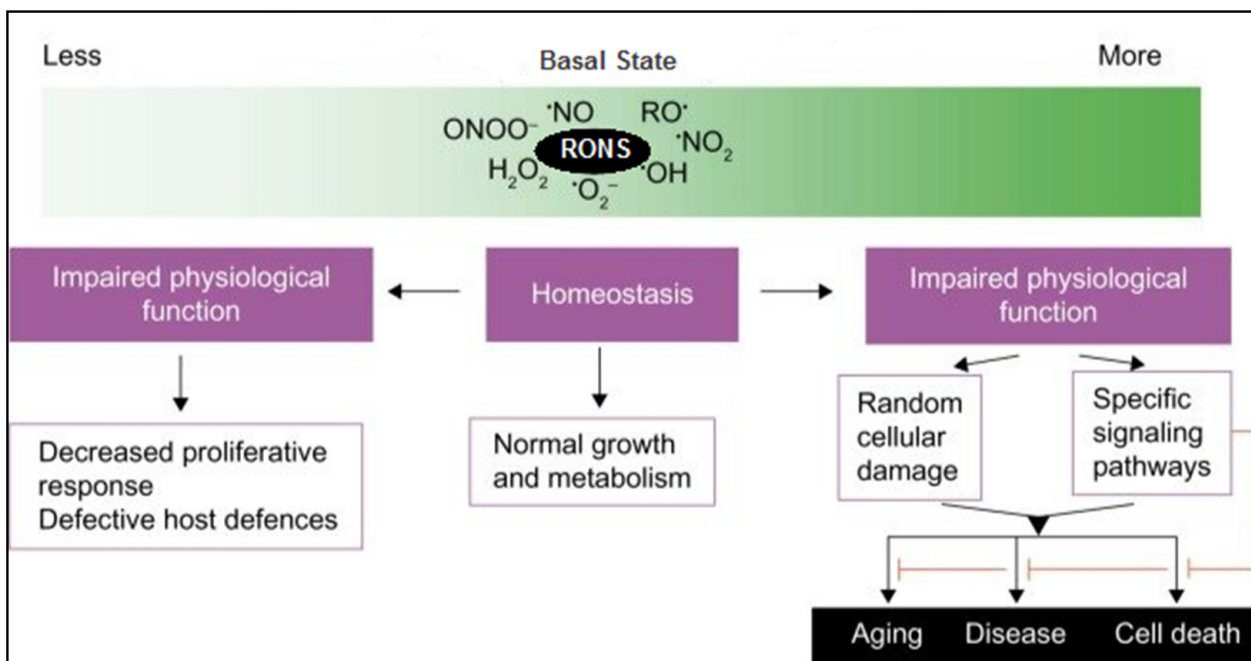 Less
Basal State
More
˙NO
RO˙
ONOO⁻
RONS
˙NO₂
H₂O₂
˙OH
˙O₂⁻
Impaired physiological
function
Homeostasis
Impaired physiological
function
Decreased proliferative
response
Defective host defences
Normal growth
and metabolism
Random
cellular
damage
Specific
signaling
pathways
Aging
Disease
Cell death